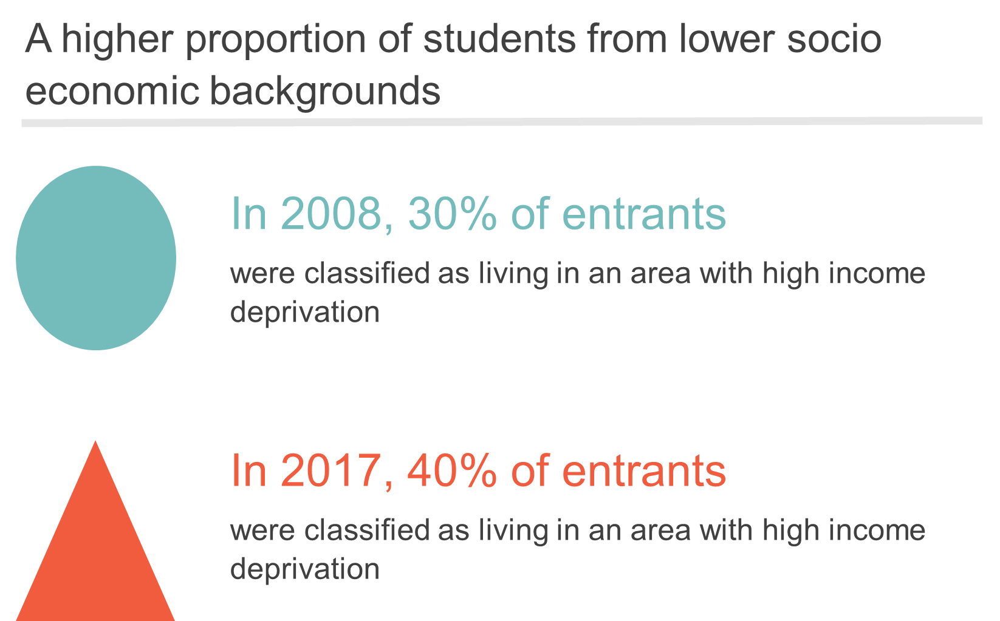 A higher proportion of students from lower socio
economic backgrounds
In 2008, 30% of entrants
were classified as living in an area with high income
deprivation
In 2017, 40% of entrants
were classified as living in an area with high income
deprivation